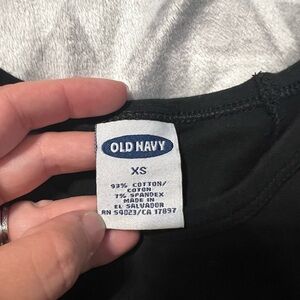 OLD NAVY
XS
93% COTTON/
COTON
7% SPANDEX
MADE IN
EL SALVADOR
RN 54023/CA 17897